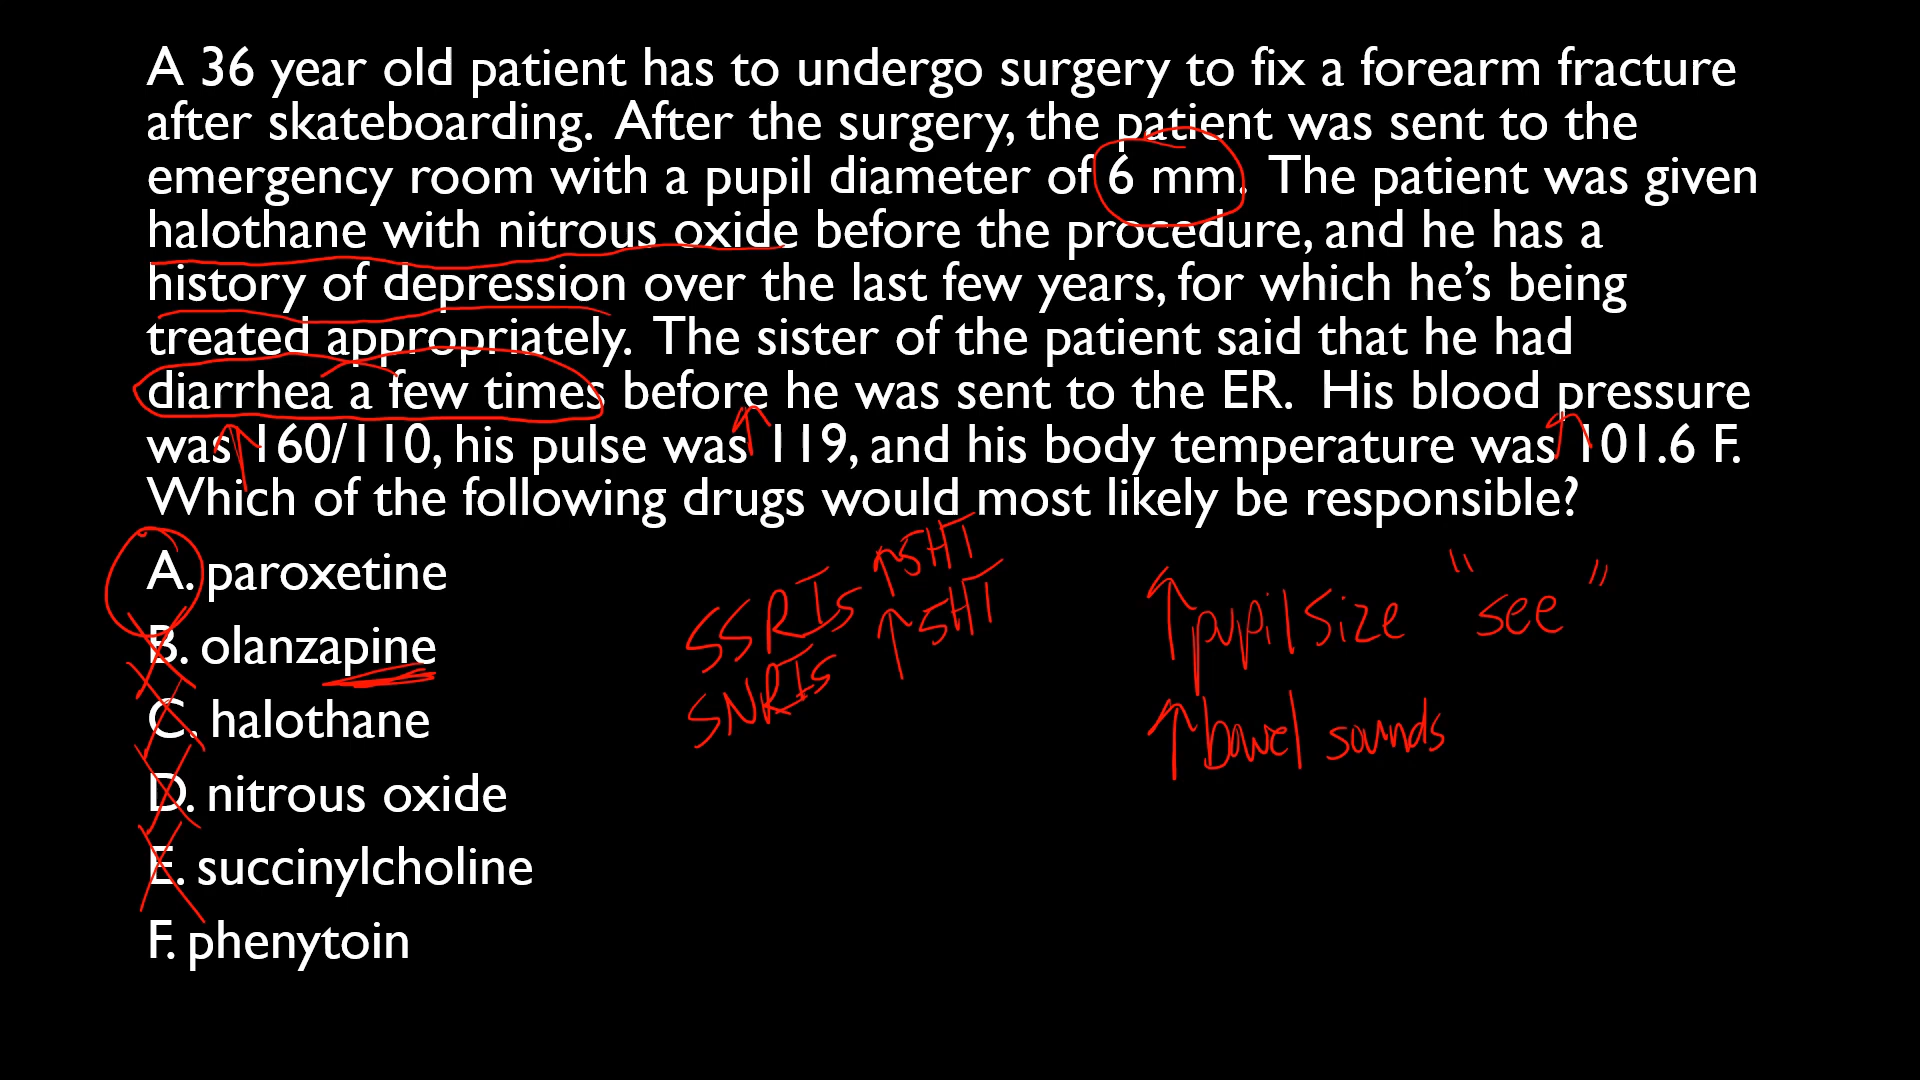 A 36 year old patient has to undergo surgery to fix a forearm fracture
after skateboarding.  After the surgery, the patient was sent to the
emergency room with a pupil diameter of 6 mm.  The patient was given
halothane with nitrous oxide before the procedure, and he has a
history of depression over the last few years, for which he’s being
treated appropriately.  The sister of the patient said that he had
diarrhea a few times before he was sent to the ER.  His blood pressure
was 160/110, his pulse was 119, and his body temperature was 101.6 F.
Which of the following drugs would most likely be responsible?
A. paroxetine
B. olanzapine
C. halothane
D. nitrous oxide
E. succinylcholine
F. phenytoin
SSRIs ↑5HT
SNRIs ↑5HT
↑pupil size "see"
↑bowel sounds